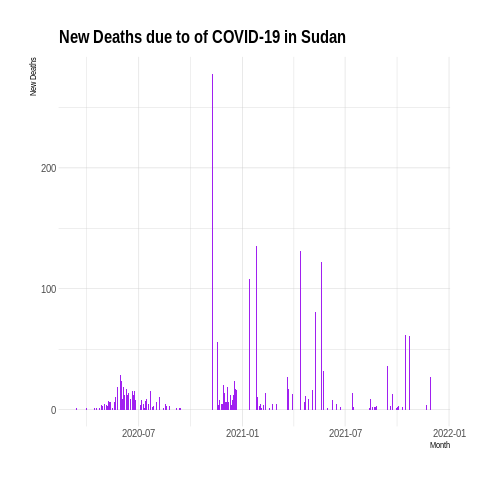 New Deaths due to of COVID-19 in Sudan
New Deaths
200
100
0
2020-07 2021-01 2021-07 2022-01
Month